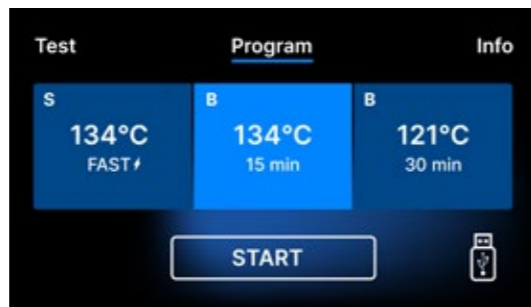 Test Program Info
S B B
134°C 134°C 121°C
FAST 15 min 30 min
START